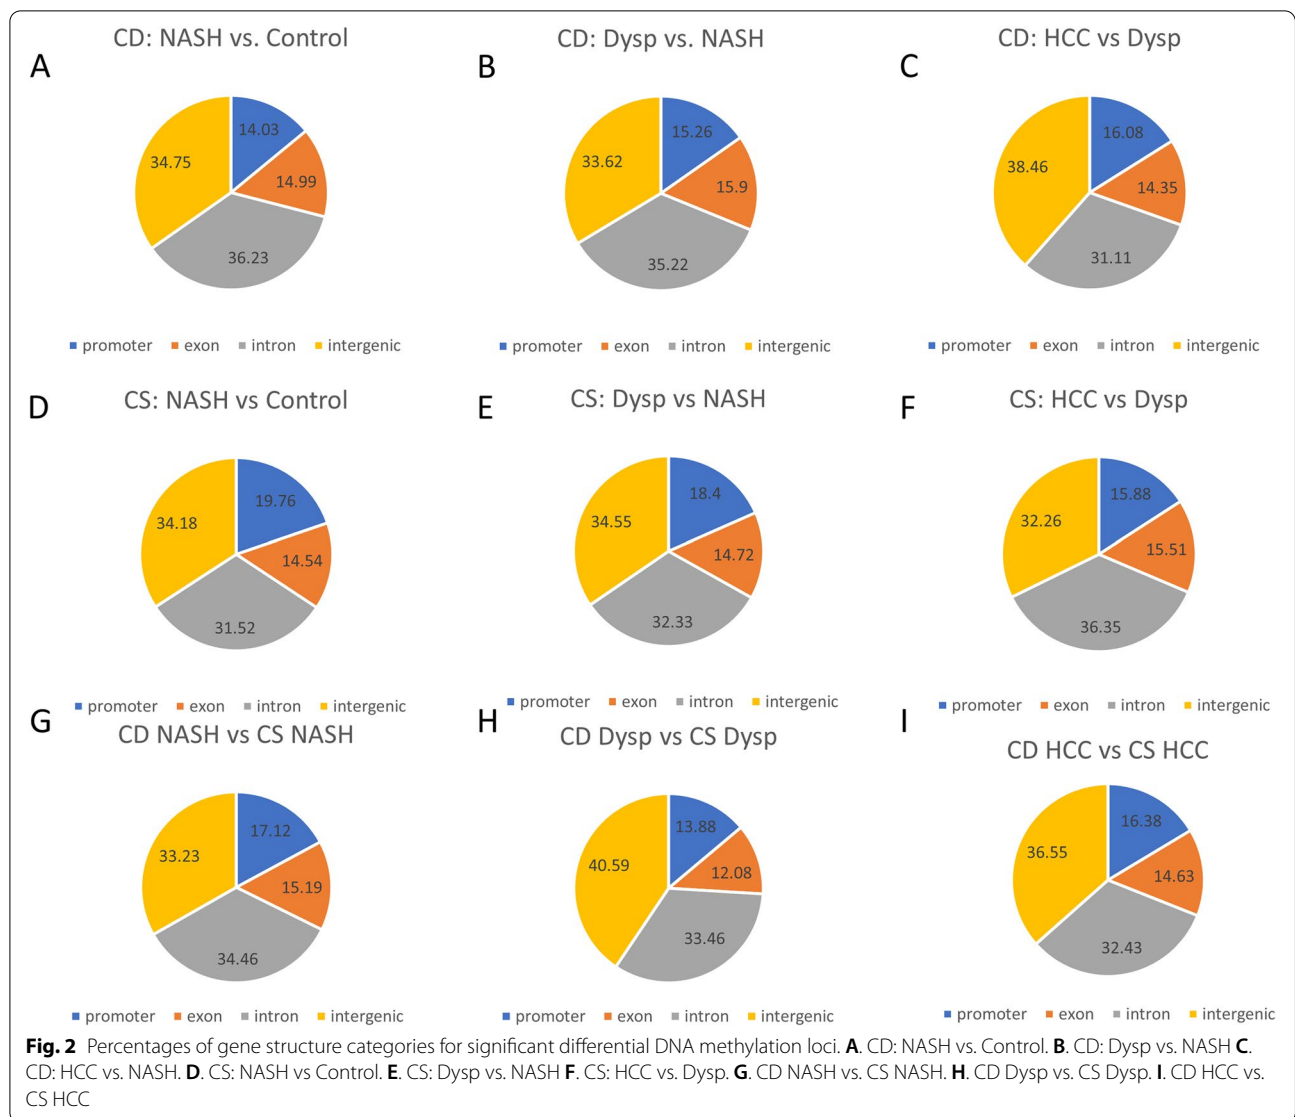 CD: NASH vs. Control
A
14.03
14.99
36.23
34.75
promoter exon intron intergenic
CD: Dysp vs. NASH
B
15.26
15.9
35.22
33.62
promoter exon intron intergenic
CD: HCC vs Dysp
C
16.08
14.35
31.11
38.46
promoter exon intron intergenic
CS: NASH vs Control
D
19.76
14.54
31.52
34.18
promoter exon intron intergenic
CS: Dysp vs NASH
E
18.4
14.72
32.33
34.55
promoter exon intron intergenic
CS: HCC vs Dysp
F
15.88
15.51
36.35
32.26
promoter exon intron intergenic
G
CD NASH vs CS NASH
17.12
15.19
34.46
33.23
promoter exon intron intergenic
H
CD Dysp vs CS Dysp
13.88
12.08
33.46
40.59
promoter exon intron intergenic
I
CD HCC vs CS HCC
16.38
14.63
32.43
36.55
promoter exon intron intergenic
Fig. 2 Percentages of gene structure categories for significant differential DNA methylation loci. A. CD: NASH vs. Control. B. CD: Dysp vs. NASH C.
CD: HCC vs. NASH. D. CS: NASH vs. Control. E. CS: Dysp vs. NASH F. CS: HCC vs. Dysp. G. CD NASH vs. CS NASH. H. CD Dysp vs. CS Dysp. I. CD HCC vs.
CS HCC